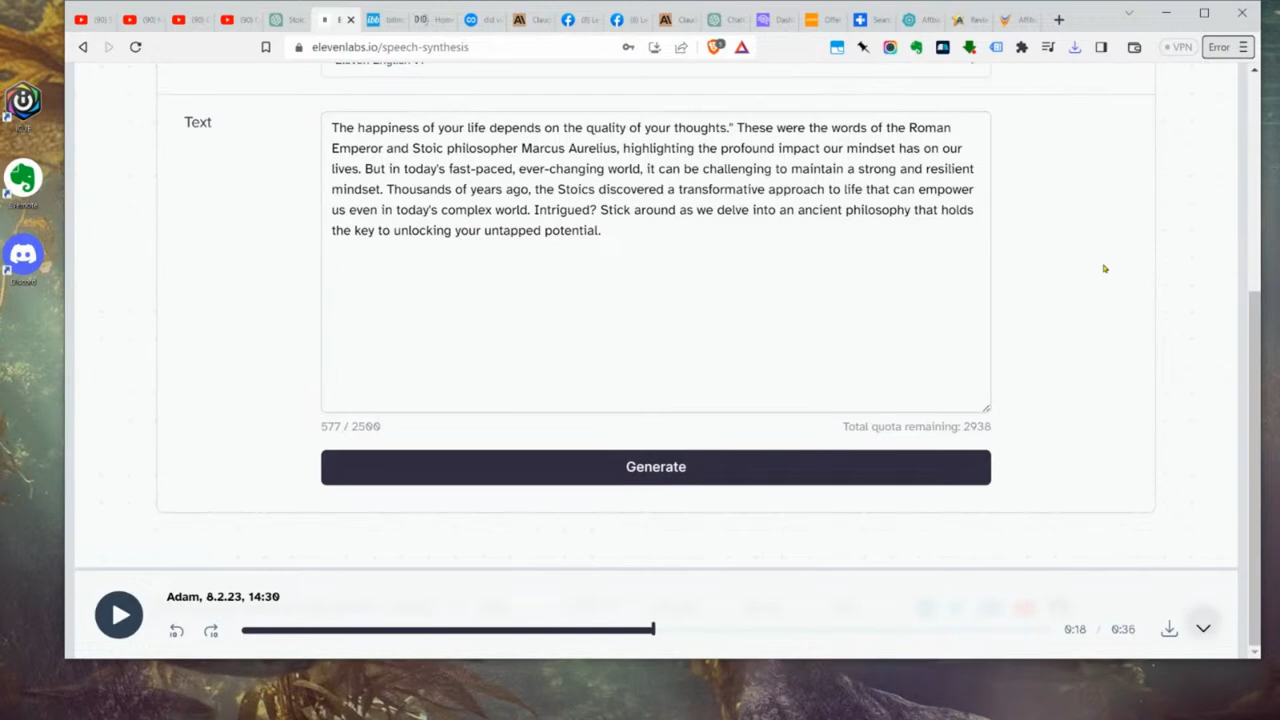 elevenlabs.io/speech-synthesis
VPN
Error
Text
The happiness of your life depends on the quality of your thoughts.” These were the words of the Roman
Emperor and Stoic philosopher Marcus Aurelius, highlighting the profound impact our mindset has on our
lives. But in today's fast-paced, ever-changing world, it can be challenging to maintain a strong and resilient
mindset. Thousands of years ago, the Stoics discovered a transformative approach to life that can empower
us even in today's complex world. Intrigued? Stick around as we delve into an ancient philosophy that holds
the key to unlocking your untapped potential.
577 / 2500
Total quota remaining: 2938
Generate
Adam, 8.2.23, 14:30
10
10
0:18 / 0:36
Discord